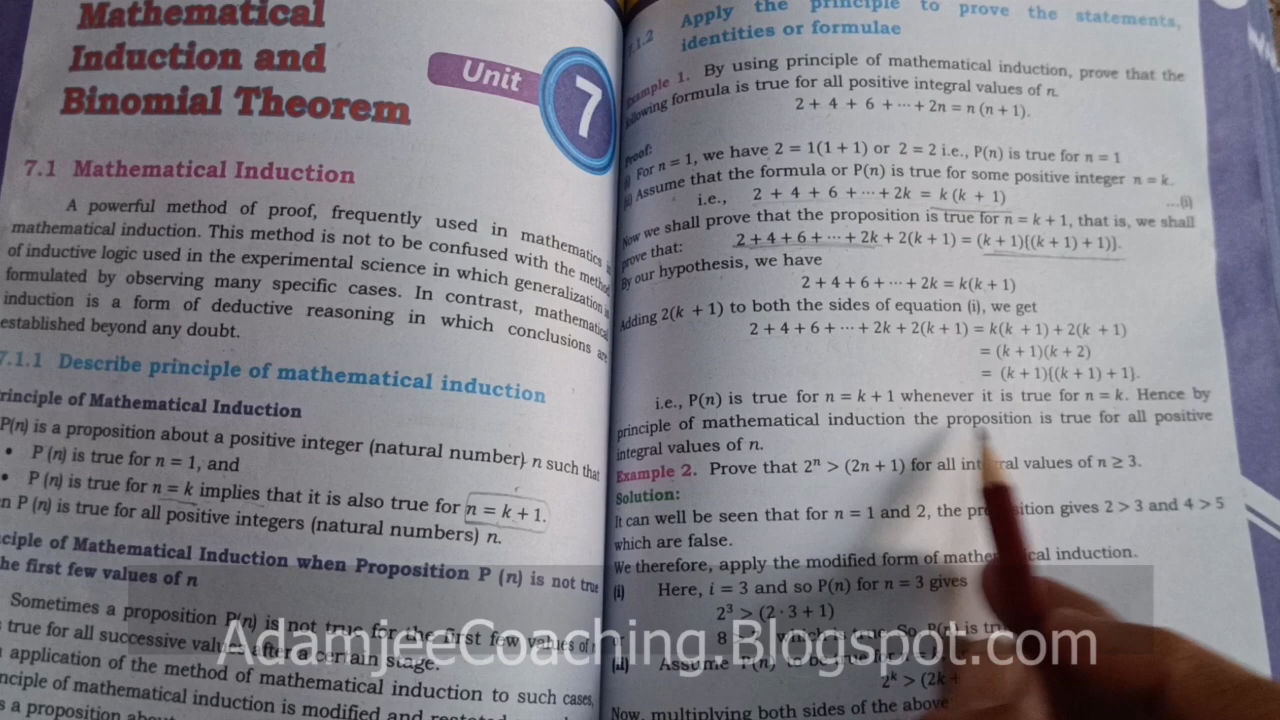 Mathematical
Induction and
Binomial Theorem
Unit
7
7.1 Mathematical Induction
A powerful method of proof, frequently used in mathematics
mathematical induction. This method is not to be confused with the method
of inductive logic used in the experimental science in which generalization
formulated by observing many specific cases. In contrast, mathematical
induction is a form of deductive reasoning in which conclusions are
established beyond any doubt.
7.1.1 Describe principle of mathematical induction
Principle of Mathematical Induction
P(n) is a proposition about a positive integer (natural number) n such that
• P (n) is true for n = 1, and
• P (n) is true for n = k implies that it is also true for n = k + 1.
P (n) is true for all positive integers (natural numbers) n.
of Mathematical Induction when Proposition P (n) is not true
the first few values of n
Sometimes a proposition P(n) is not true for the first few values of
true for all successive values after a certain stage.
application of the method of mathematical induction to such cases,
of mathematical induction is modified and
a proposition
7.1.2 Apply the principle to prove the statements,
identities or formulae
Example 1. By using principle of mathematical induction, prove that the
following formula is true for all positive integral values of n.
2 + 4 + 6 + ··· + 2n = n (n + 1).
Proof:
(i) For n = 1, we have 2 = 1(1 + 1) or 2 = 2 i.e., P(n) is true for n = 1
(ii) Assume that the formula or P(n) is true for some positive integer n = k.
i.e., 2 + 4 + 6 + ··· + 2k = k (k + 1) ...(i)
Now we shall prove that the proposition is true for n = k + 1, that is, we shall
prove that: 2 + 4 + 6 + ··· + 2k + 2(k + 1) = (k + 1){(k + 1) + 1)}.
By our hypothesis, we have
2 + 4 + 6 + ··· + 2k = k(k + 1)
Adding 2(k + 1) to both the sides of equation (i), we get
2 + 4 + 6 + ··· + 2k + 2(k + 1) = k(k + 1) + 2(k + 1)
= (k + 1)(k + 2)
= (k + 1){(k + 1) + 1}.
i.e., P(n) is true for n = k + 1 whenever it is true for n = k. Hence by
principle of mathematical induction the proposition is true for all positive
integral values of n.
Example 2. Prove that 2ⁿ > (2n + 1) for all integral values of n ≥ 3.
Solution:
It can well be seen that for n = 1 and 2, the proposition gives 2 > 3 and 4 > 5
which are false.
We therefore, apply the modified form of mathematical induction.
(i) Here, i = 3 and so P(n) for n = 3 gives
2³ > (2 · 3 + 1)
8 > which is true. So P(n) is
(ii) Assume P(n) to be true for
2ᵏ > (2k +
Now, multiplying both sides of the above
AdamjeeCoaching.Blogspot.com